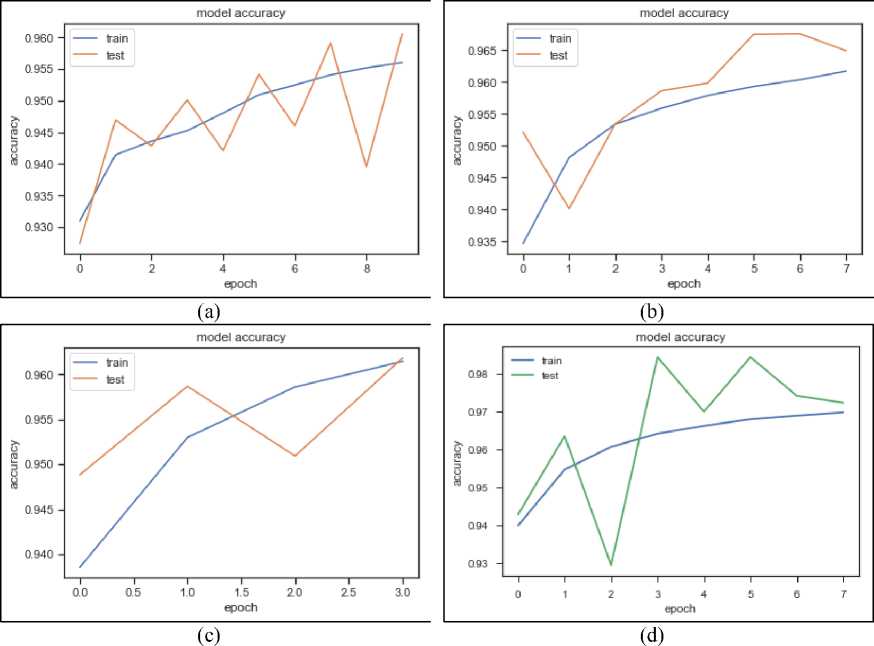 model accuracy
train
test
0.960
0.955
0.950
0.945
0.940
0.935
0.930
accuracy
0 2 4 6 8
epoch
(a)
model accuracy
train
test
0.965
0.960
0.955
0.950
0.945
0.940
0.935
accuracy
0 1 2 3 4 5 6 7
epoch
(b)
model accuracy
train
test
0.960
0.955
0.950
0.945
0.940
accuracy
0.0 0.5 1.0 1.5 2.0 2.5 3.0
epoch
(c)
model accuracy
train
test
0.98
0.97
0.96
0.95
0.94
0.93
accuracy
0 1 2 3 4 5 6 7
epoch
(d)